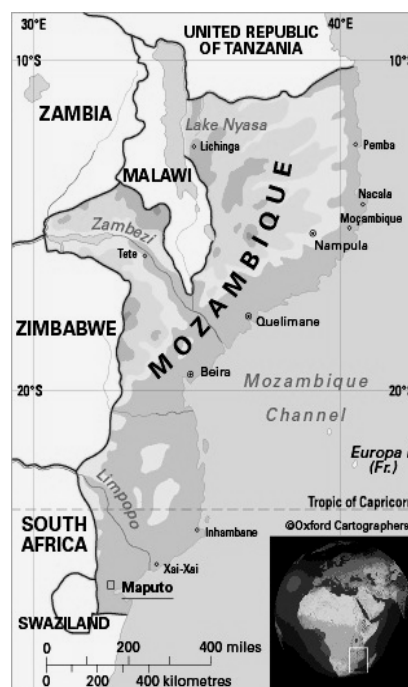 30°E
40°E
UNITED REPUBLIC
OF TANZANIA
10°S
10°S
ZAMBIA
Lake Nyasa
Lichinga
Pemba
MALAWI
Nacala
Moçambique
Zambezi
Nampula
Tete
MOZAMBIQUE
ZIMBABWE
Quelimane
Beira
Mozambique
20°S
20°S
Channel
Europa I
(Fr.)
Limpopo
Tropic of Capricorn
SOUTH
AFRICA
Inhambane
@Oxford Cartographers
Xai-Xai
Maputo
SWAZILAND
0 200 400 miles
0 200 400 kilometres